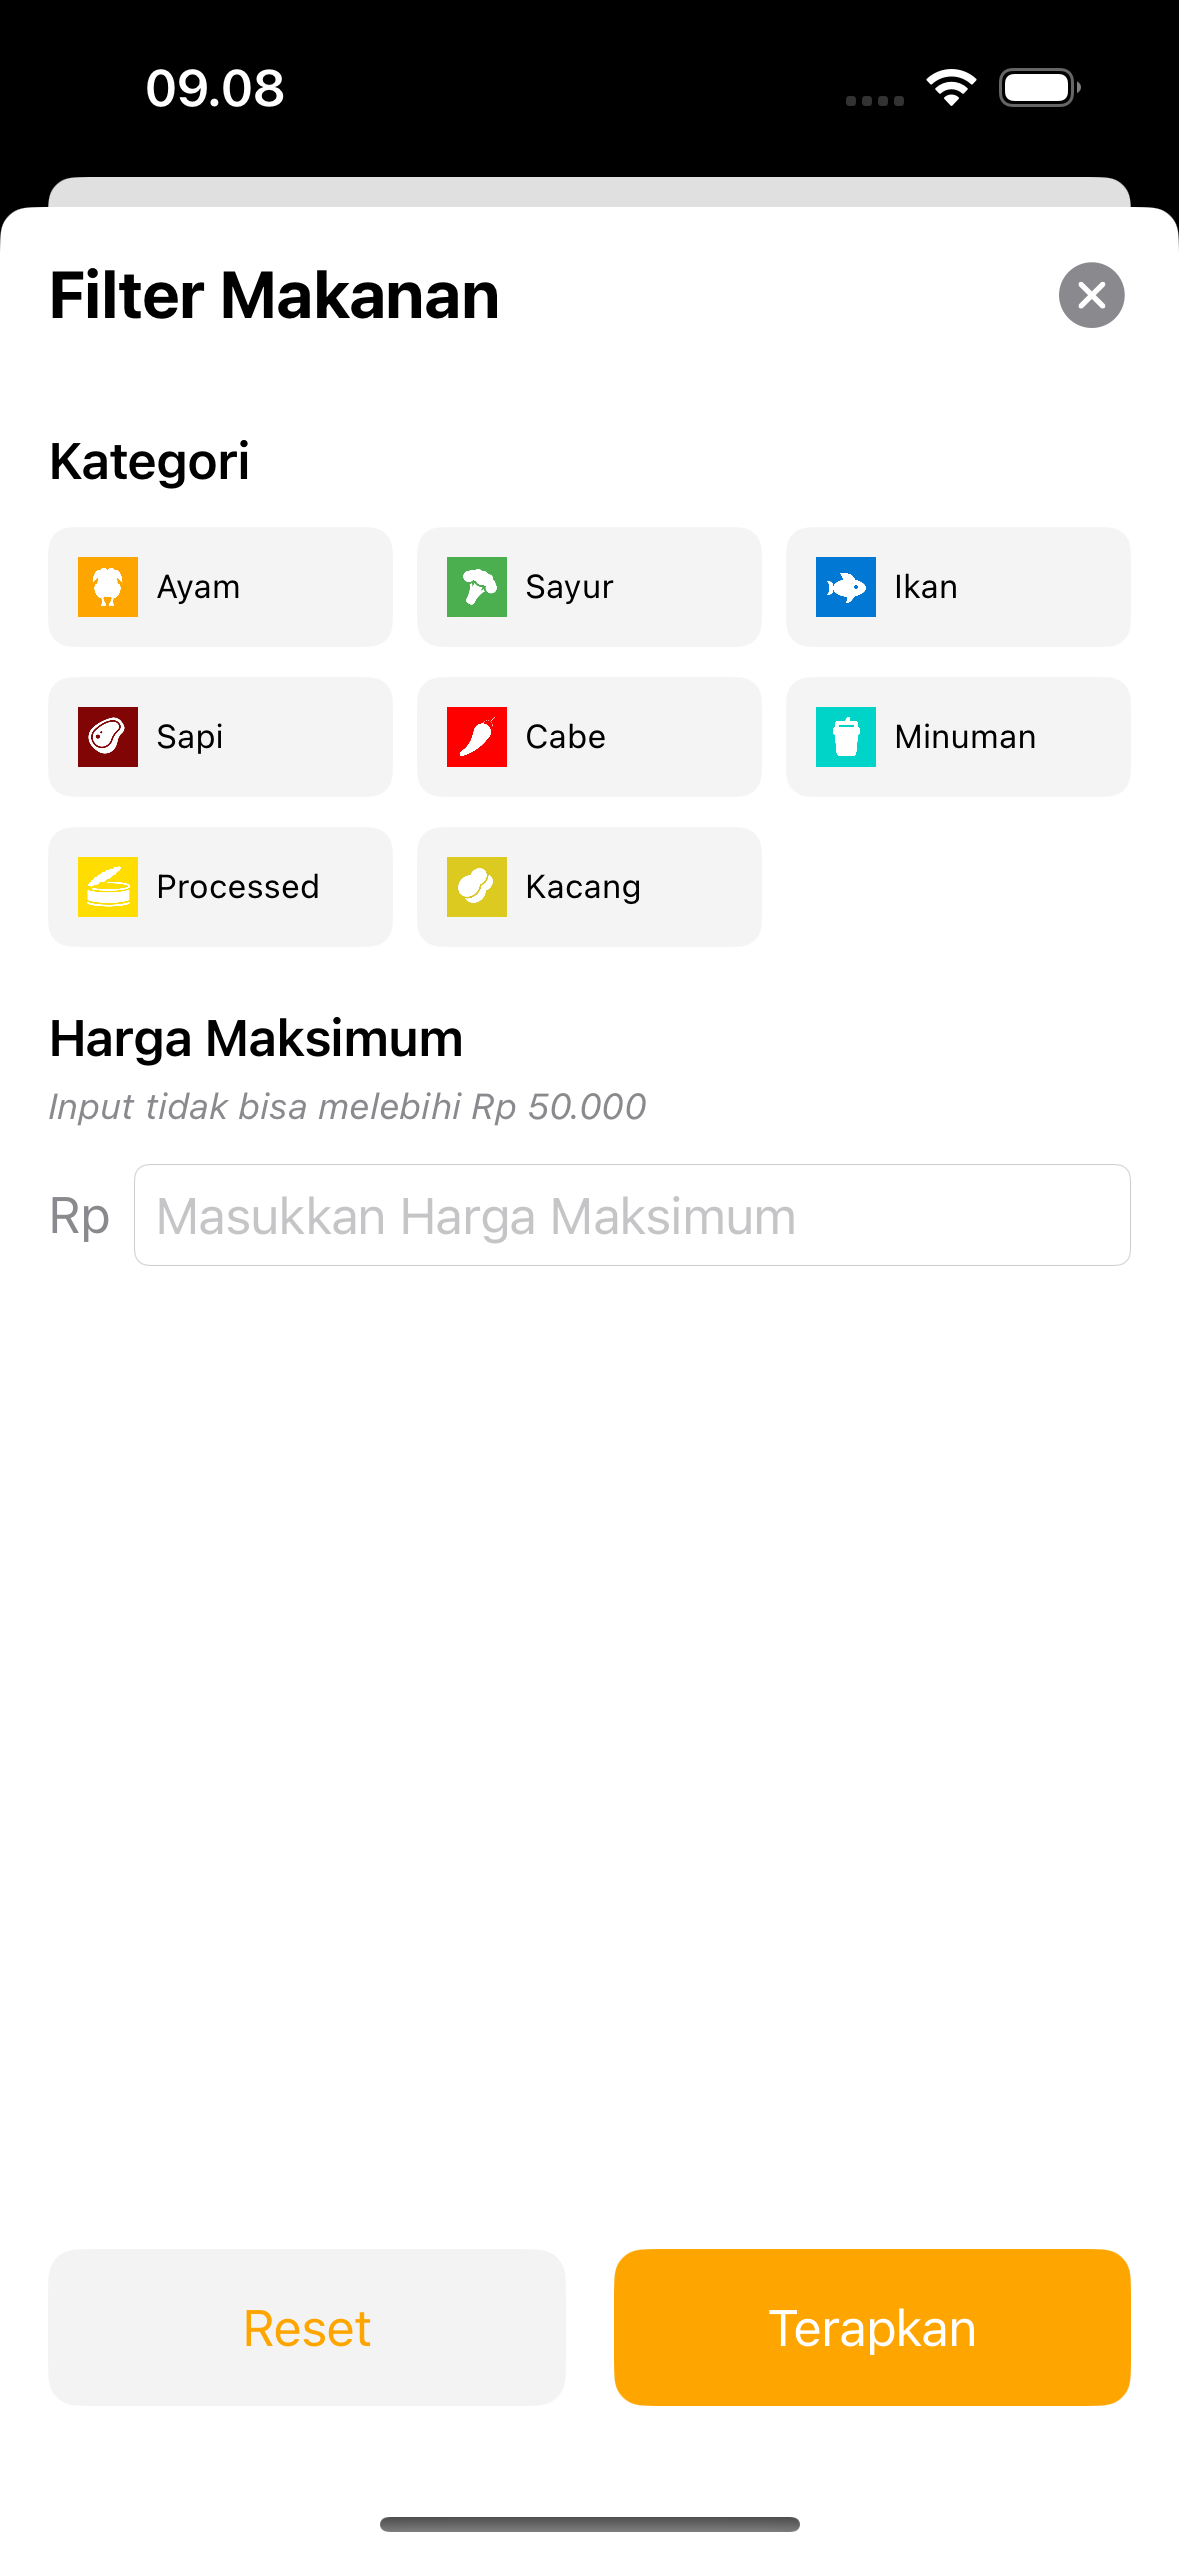 09.08
Filter Makanan
Kategori
Ayam
Sayur
Ikan
Sapi
Cabe
Minuman
Processed
Kacang
Harga Maksimum
Input tidak bisa melebihi Rp 50.000
Rp Masukkan Harga Maksimum
Reset
Terapkan